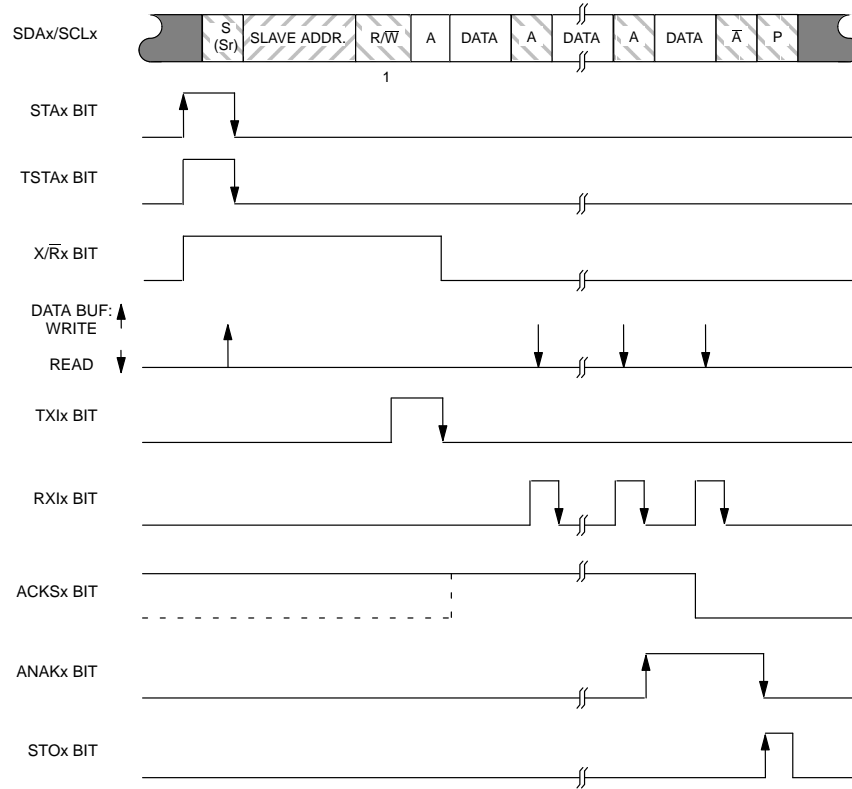 SDAx/SCLx
S
(Sr)
SLAVE ADDR.
R/W̅
A
DATA
A
DATA
A
DATA
A̅
P
1
STAx BIT
TSTAx BIT
X/R̅x BIT
DATA BUF:
WRITE
READ
TXIx BIT
RXIx BIT
ACKSx BIT
ANAKx BIT
STOx BIT